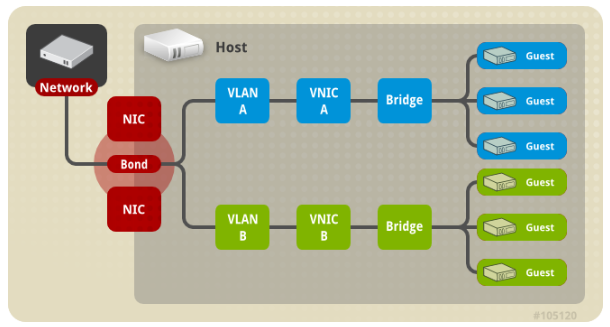 Host
Network
NIC
Bond
NIC
VLAN
A
VNIC
A
Bridge
Guest
Guest
Guest
VLAN
B
VNIC
B
Bridge
Guest
Guest
Guest
#105120